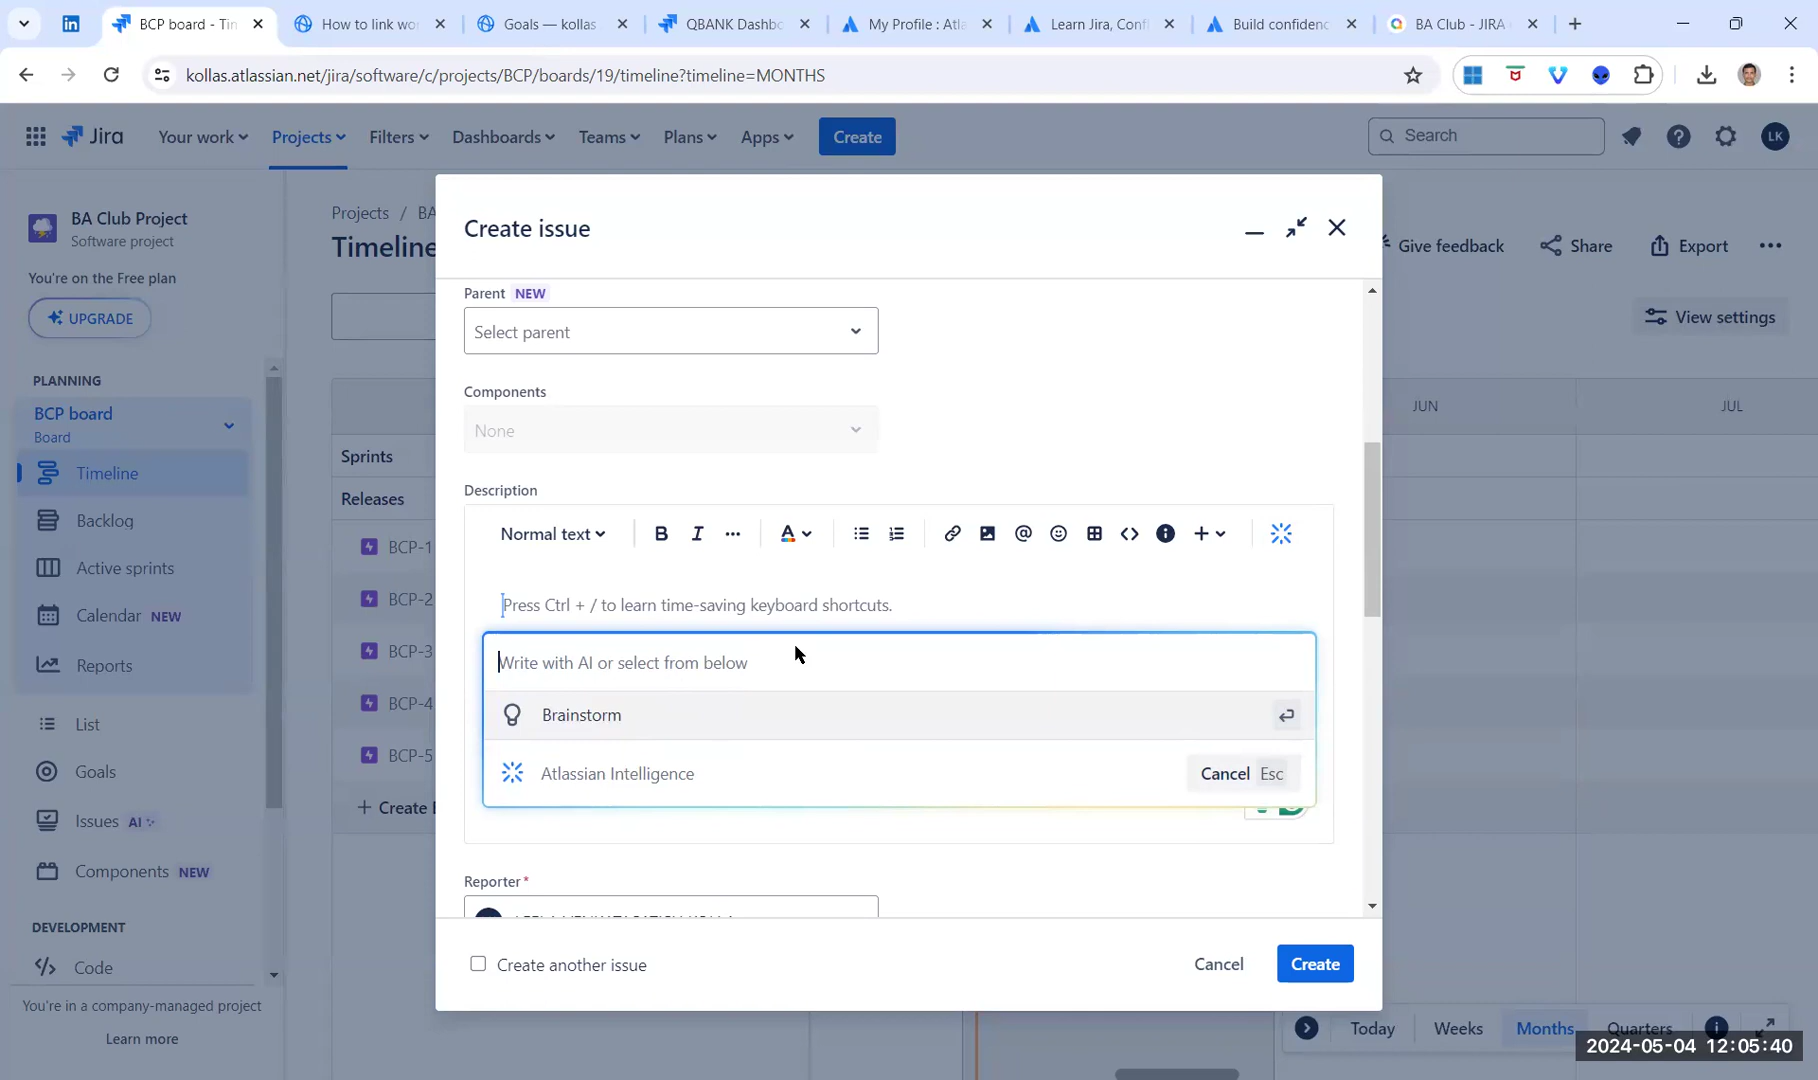 BCP board - Tin
How to link wor
Goals — kollas
QBANK Dashbo
My Profile : Atla
Learn Jira, Confl
Build confidenc
BA Club - JIRA
kollas.atlassian.net/jira/software/c/projects/BCP/boards/19/timeline?timeline=MONTHS
Jira
Your work
Projects
Filters
Dashboards
Teams
Plans
Apps
Create
Search
LK
BA Club Project
Software project
You're on the Free plan
UPGRADE
PLANNING
BCP board
Board
Timeline
Backlog
Active sprints
Calendar NEW
Reports
List
Goals
Issues AI
Components NEW
DEVELOPMENT
Code
You're in a company-managed project
Learn more
Projects / BA
Timeline
Give feedback
Share
Export
View settings
Sprints
Releases
BCP-1
BCP-2
BCP-3
BCP-4
BCP-5
+ Create
JUN
JUL
Create issue
Parent NEW
Select parent
Components
None
Description
Normal text
Press Ctrl + / to learn time-saving keyboard shortcuts.
Write with AI or select from below
Brainstorm
Atlassian Intelligence
Cancel Esc
Reporter*
Create another issue
Cancel
Create
Today
Weeks
Months
Quarters
2024-05-04 12:05:40